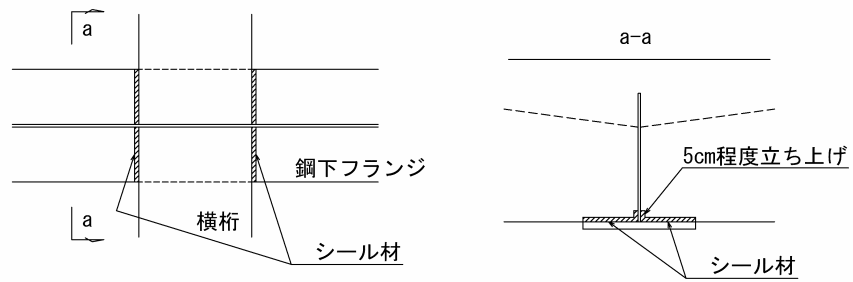 a
a
鋼下フランジ
横桁
シール材
a-a
5cm程度立ち上げ
シール材